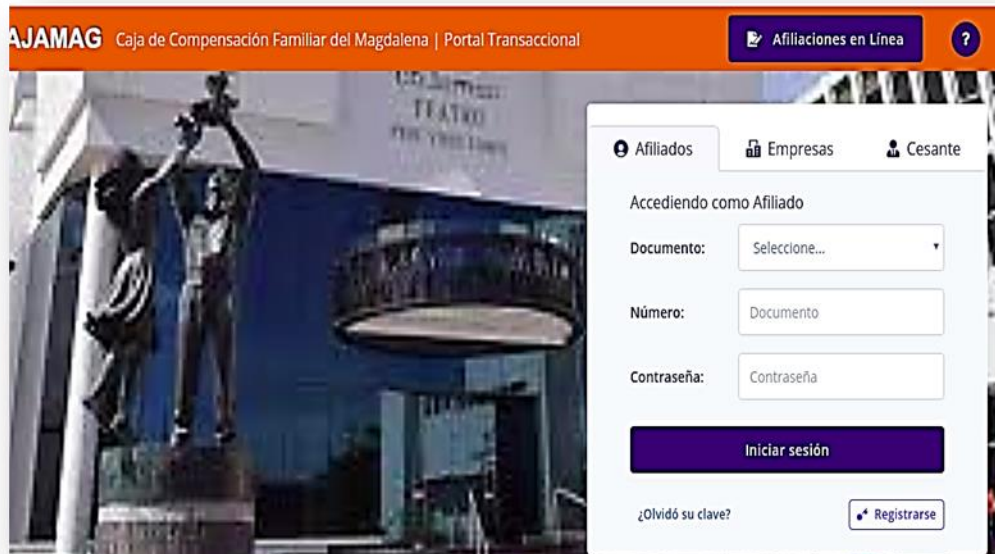 AJAMAG Caja de Compensación Familiar del Magdalena | Portal Transaccional
Afiliaciones en Línea
?
TEATRO
Afiliados Empresas Cesante
Accediendo como Afiliado
Documento: Seleccione...
Número: Documento
Contraseña: Contraseña
Iniciar sesión
¿Olvidó su clave? Registrarse